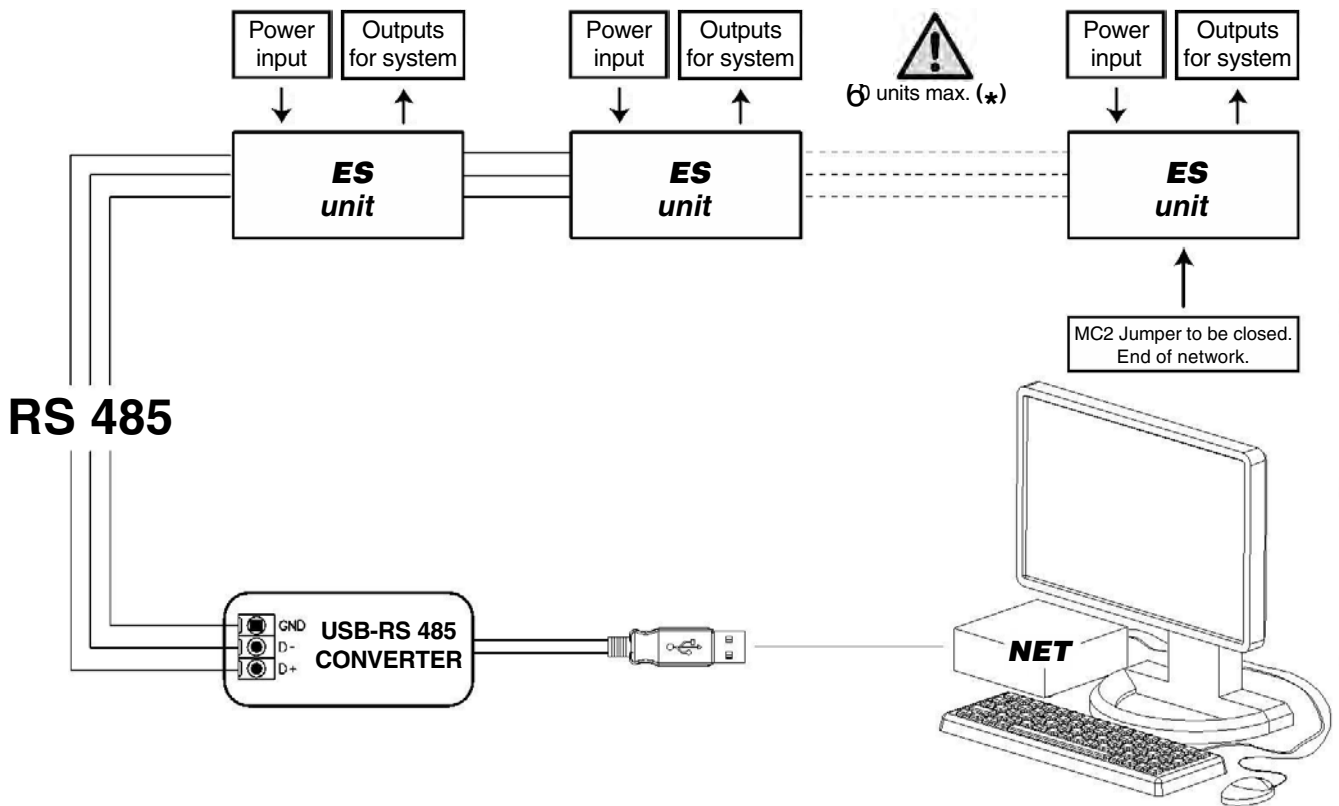 Power
input
Outputs
for system
Power
input
Outputs
for system
Power
input
Outputs
for system
units max. (*)
ES
unit
ES
unit
ES
unit
MC2 Jumper to be closed.
End of network.
RS 485
GND
D-
D+
USB-RS 485
CONVERTER
NET